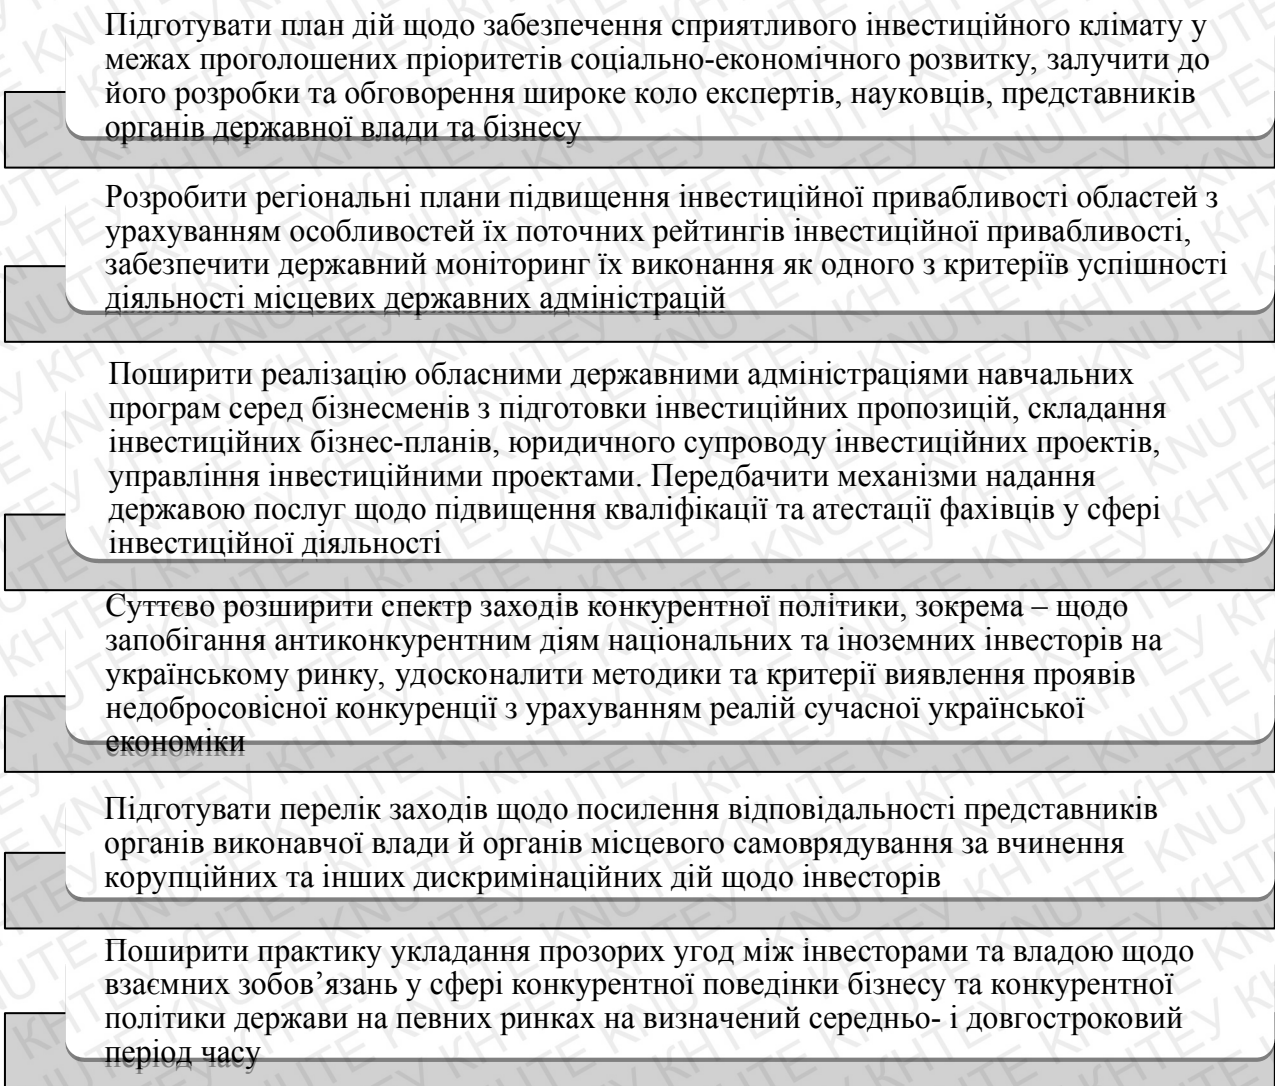 Підготувати план дій щодо забезпечення сприятливого інвестиційного клімату у
межах проголошених пріоритетів соціально-економічного розвитку, залучити до
його розробки та обговорення широке коло експертів, науковців, представників
органів державної влади та бізнесу
Розробити регіональні плани підвищення інвестиційної привабливості областей з
урахуванням особливостей їх поточних рейтингів інвестиційної привабливості,
забезпечити державний моніторинг їх виконання як одного з критеріїв успішності
діяльності місцевих державних адміністрацій
Поширити реалізацію обласними державними адміністраціями навчальних
програм серед бізнесменів з підготовки інвестиційних пропозицій, складання
інвестиційних бізнес-планів, юридичного супроводу інвестиційних проектів,
управління інвестиційними проектами. Передбачити механізми надання
державою послуг щодо підвищення кваліфікації та атестації фахівців у сфері
інвестиційної діяльності
Суттєво розширити спектр заходів конкурентної політики, зокрема – щодо
запобігання антиконкурентним діям національних та іноземних інвесторів на
українському ринку, удосконалити методики та критерії виявлення проявів
недобросовісної конкуренції з урахуванням реалій сучасної української
економіки
Підготувати перелік заходів щодо посилення відповідальності представників
органів виконавчої влади й органів місцевого самоврядування за вчинення
корупційних та інших дискримінаційних дій щодо інвесторів
Поширити практику укладання прозорих угод між інвесторами та владою щодо
взаємних зобов’язань у сфері конкурентної поведінки бізнесу та конкурентної
політики держави на певних ринках на визначений середньо- і довгостроковий
період часу